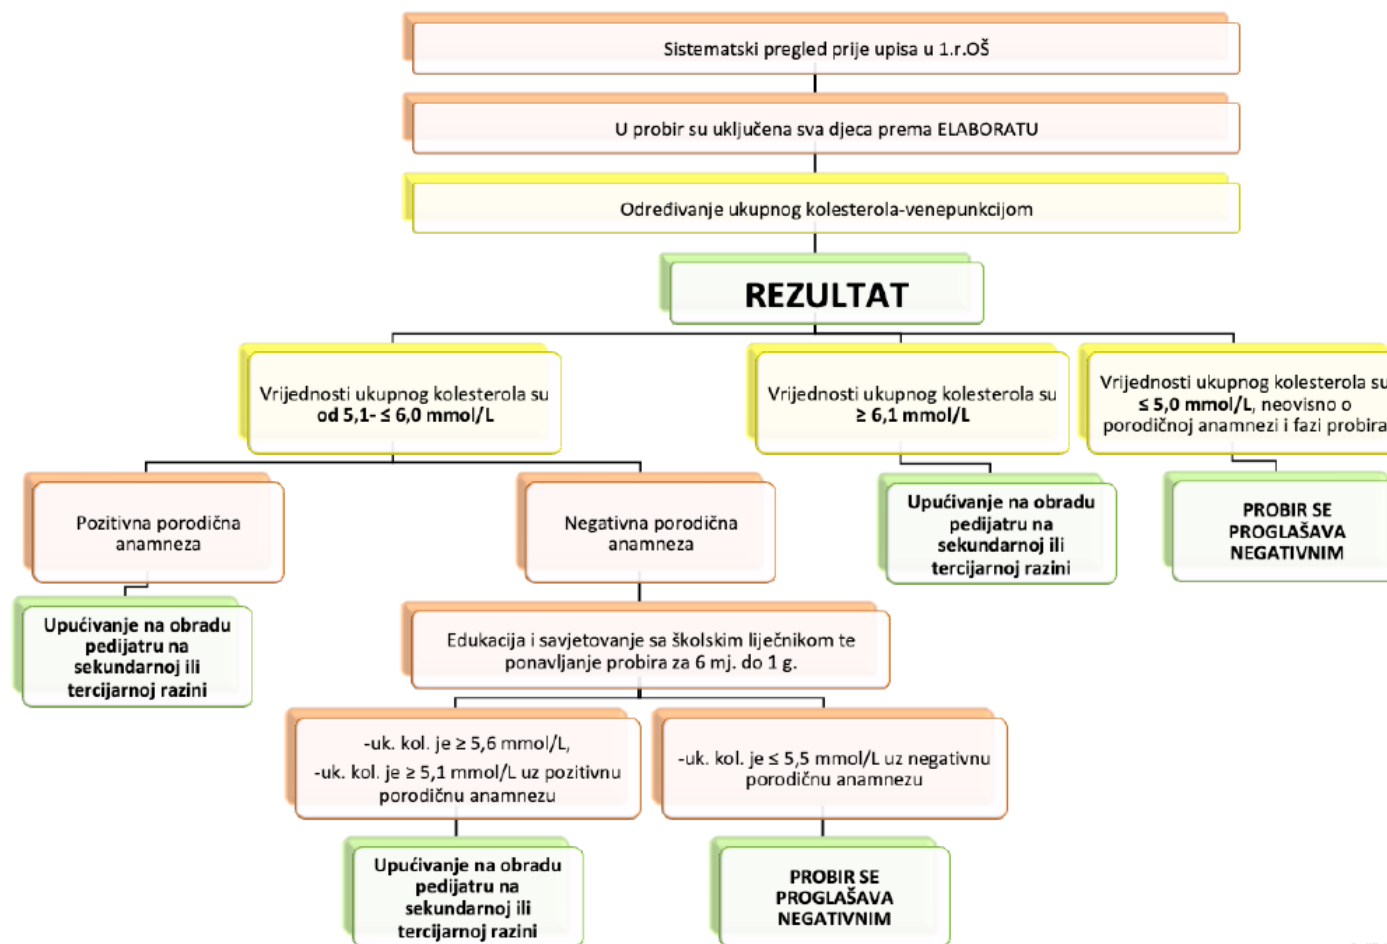 Sistematski pregled prije upisa u 1.r.OŠ
U probir su uključena sva djeca prema ELABORATU
Određivanje ukupnog kolesterola-venepunkcijom
REZULTAT
Vrijednosti ukupnog kolesterola su
od 5,1- ≤ 6,0 mmol/L
Vrijednosti ukupnog kolesterola su
≥ 6,1 mmol/L
Vrijednosti ukupnog kolesterola su
≤ 5,0 mmol/L, neovisno o
porodičnoj anamnezi i fazi probira
Pozitivna porodična
anamneza
Negativna porodična
anamneza
Upućivanje na obradu
pedijatru na
sekundarnoj ili
tercijarnoj razini
PROBIR SE
PROGLAŠAVA
NEGATIVNIM
Upućivanje na obradu
pedijatru na
sekundarnoj ili
tercijarnoj razini
Edukacija i savjetovanje sa školskim liječnikom te
ponavljanje probira za 6 mj. do 1 g.
-uk. kol. je ≥ 5,6 mmol/L,
-uk. kol. je ≥ 5,1 mmol/L uz pozitivnu
porodičnu anamnezu
-uk. kol. je ≤ 5,5 mmol/L uz negativnu
porodičnu anamnezu
Upućivanje na obradu
pedijatru na
sekundarnoj ili
tercijarnoj razini
PROBIR SE
PROGLAŠAVA
NEGATIVNIM